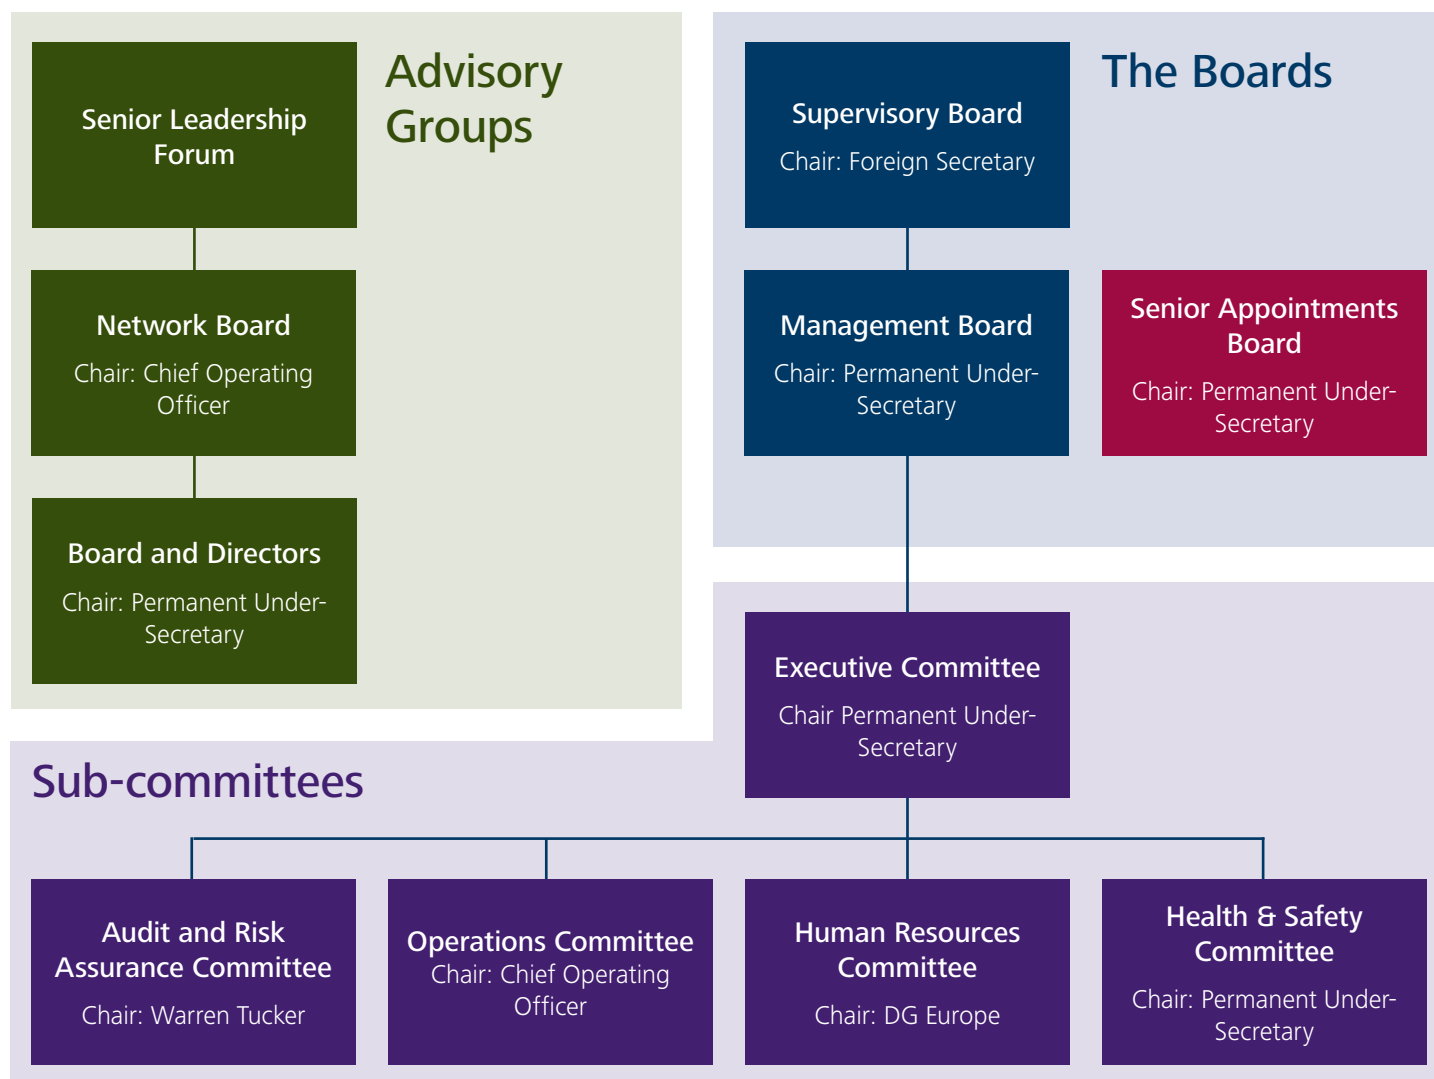 Advisory
Groups
Senior Leadership
Forum
Network Board
Chair: Chief Operating
Officer
Board and Directors
Chair: Permanent Under-
Secretary
The Boards
Supervisory Board
Chair: Foreign Secretary
Management Board
Chair: Permanent Under-
Secretary
Senior Appointments
Board
Chair: Permanent Under-
Secretary
Sub-committees
Executive Committee
Chair Permanent Under-
Secretary
Audit and Risk
Assurance Committee
Chair: Warren Tucker
Operations Committee
Chair: Chief Operating
Officer
Human Resources
Committee
Chair: DG Europe
Health & Safety
Committee
Chair: Permanent Under-
Secretary